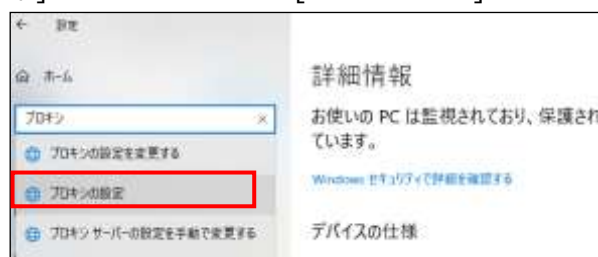 ← 設定
ホーム
プロキシ ×
プロキシの設定を変更する
プロキシの設定
プロキシ サーバーの設定を手動で変更する
詳細情報
お使いの PC は監視されており、保護され
ています。
Windows セキュリティで詳細を確認する
デバイスの仕様